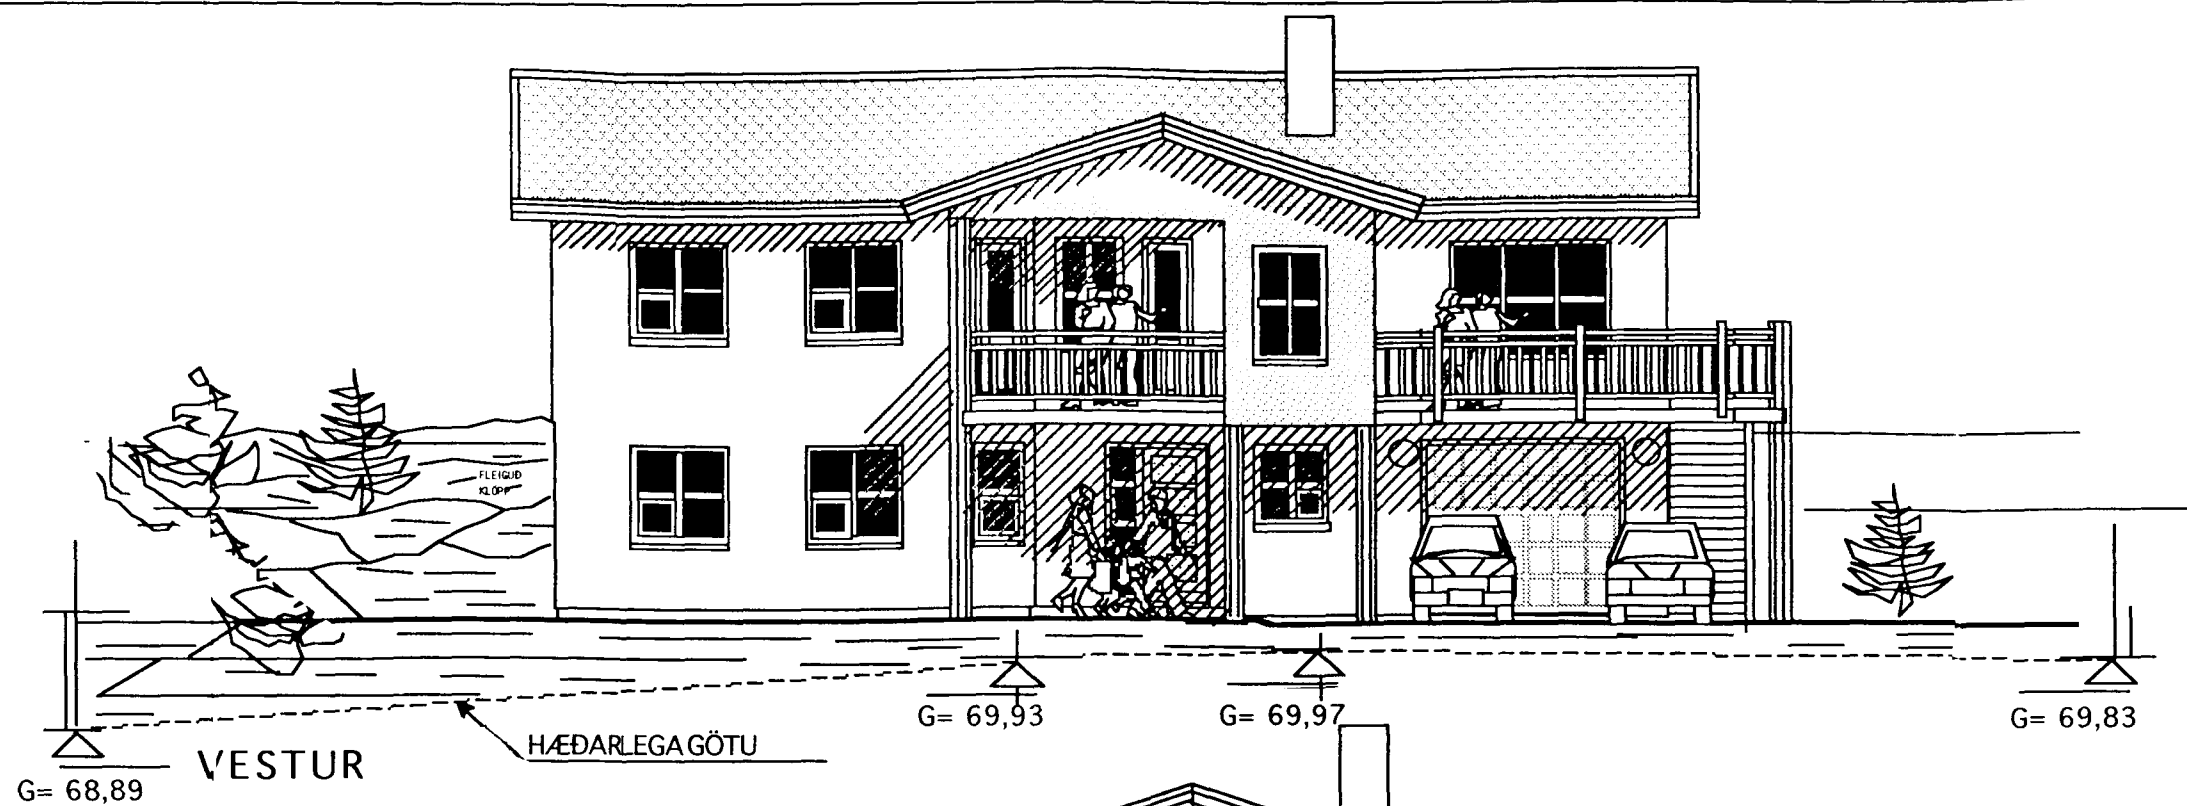 FLEIGUÐ
KLÖPP
G= 69,93
G= 69,97
G= 69,83
HÆÐARLEGA GÖTU
VESTUR
G= 68,89